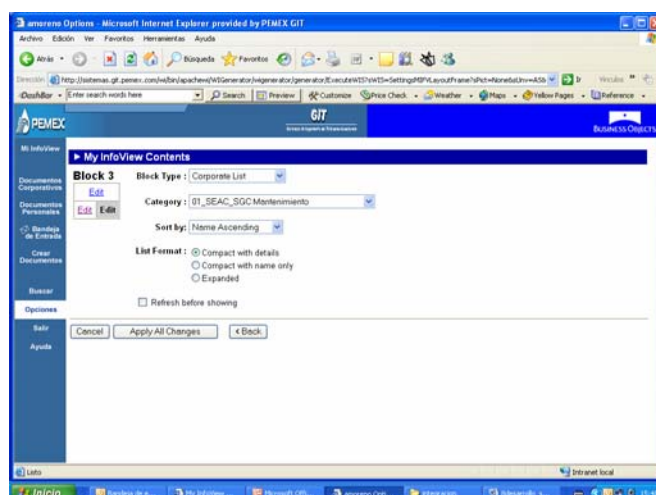 amoreno Options - Microsoft Internet Explorer provided by PEMEX GIT
Archivo Edición Ver Favoritos Herramientas Ayuda
Atrás Búsqueda Favoritos
Dirección Ir Vínculos
DashBar Enter search words here Search Preview Customize Price Check Weather Maps Yellow Pages Reference
PEMEX GIT BUSINESS OBJECTS
Mi InfoView
Documentos Corporativos
Documentos Personales
Bandeja de Entrada
Crear Documentos
Buscar
Opciones
Salir
Ayuda
My InfoView Contents
Block 3 Block Type : Corporate List
Edit
Category : 01_SEAC_SGC:Mantenimiento
Edit Edit
Sort by: Name Ascending
List Format : Compact with details
Compact with name only
Expanded
Refresh before showing
Cancel Apply All Changes < Back
Listo Intranet local
Inicio